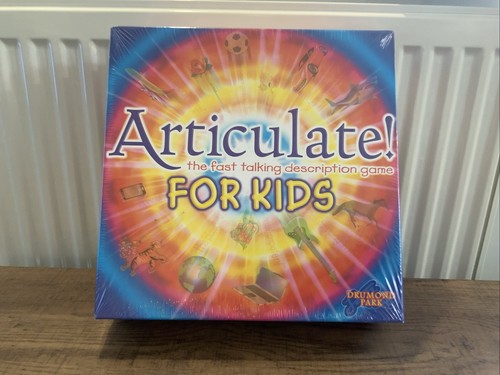 Articulate!
the fast talking description game
FOR KIDS
DRUMOND
PARK